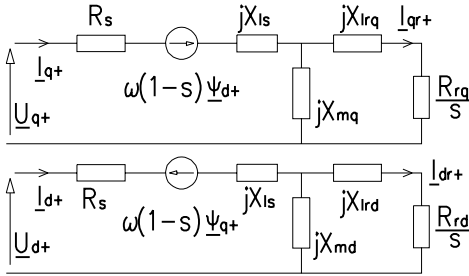 Rs
jXls
jXlrq
Iqr+
Iq+
Uq+
ω(1-s)Ψd+
jXmq
Rrq
s
Id+
Rs
jXls
jXlrd
Idr+
Ud+
ω(1-s)Ψq+
jXmd
Rrd
s